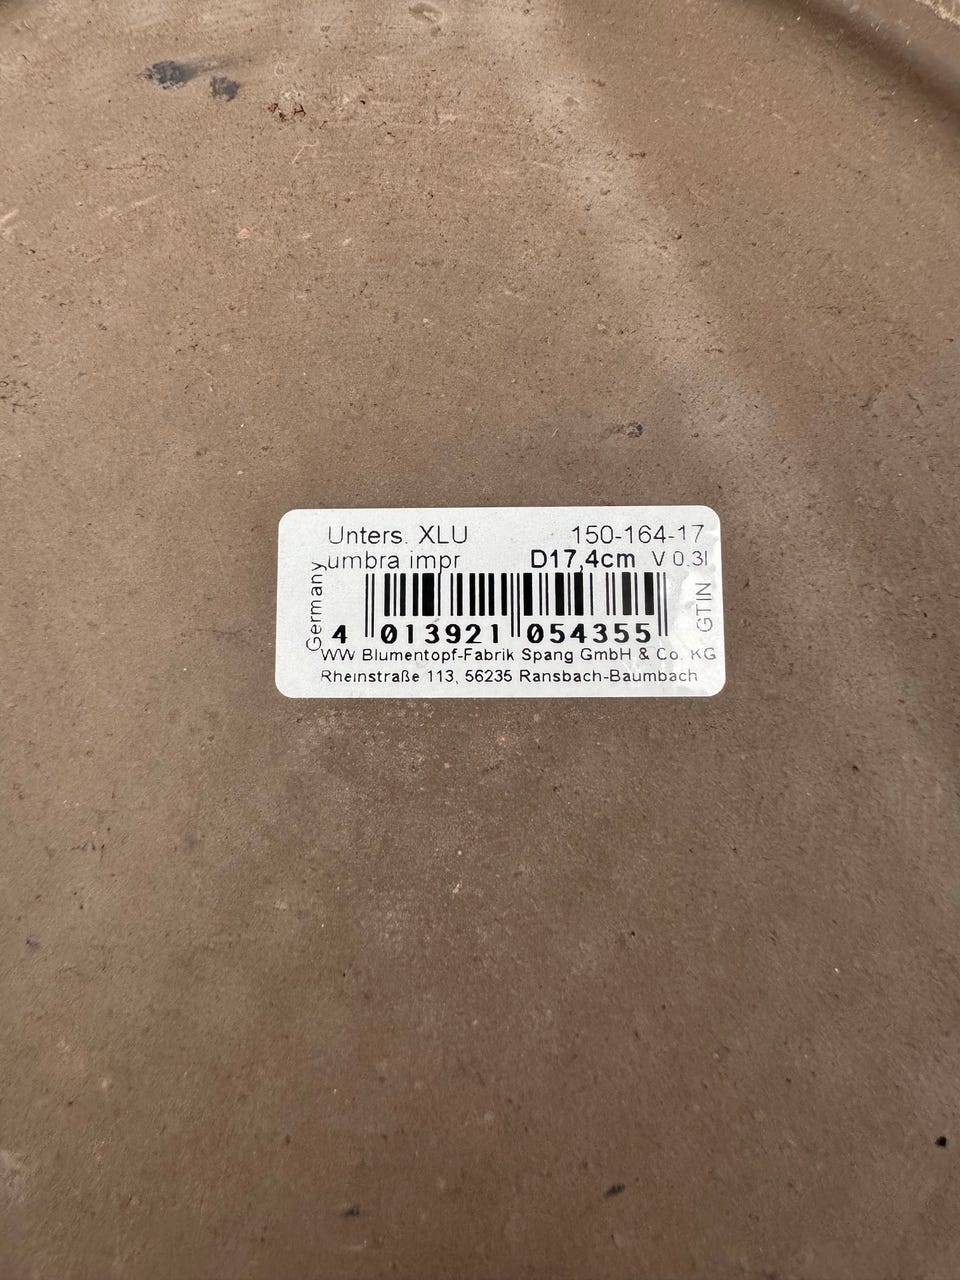 Unters. XLU 150-164-17
umbra impr D17,4cm V 0.3l
Germany
GTIN
4 013921 054355
WW Blumentopf-Fabrik Spang GmbH & Co. KG
Rheinstraße 113, 56235 Ransbach-Baumbach